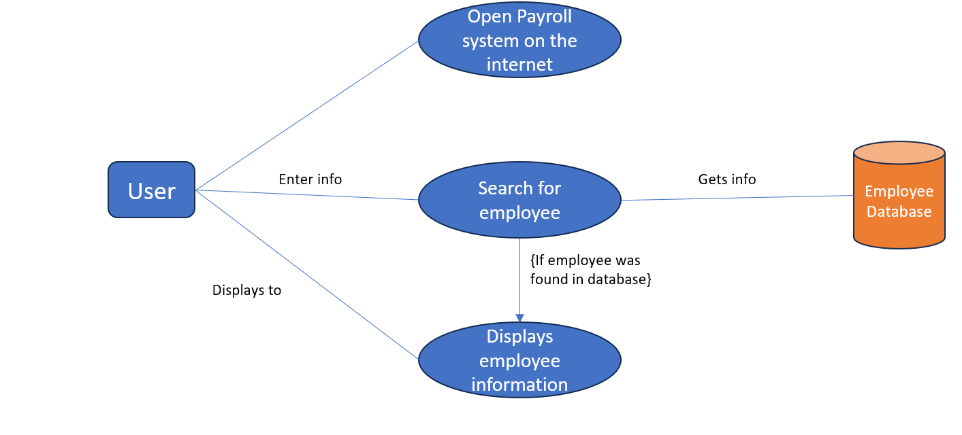 Open Payroll
system on the
internet
User
Enter info
Search for
employee
Gets info
Employee
Database
{If employee was
found in database}
Displays to
Displays
employee
information